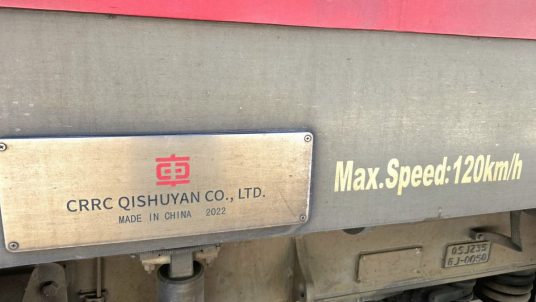 CRRC QISHUYAN CO., LTD.
MADE IN CHINA 2022
Max.Speed:120km/h